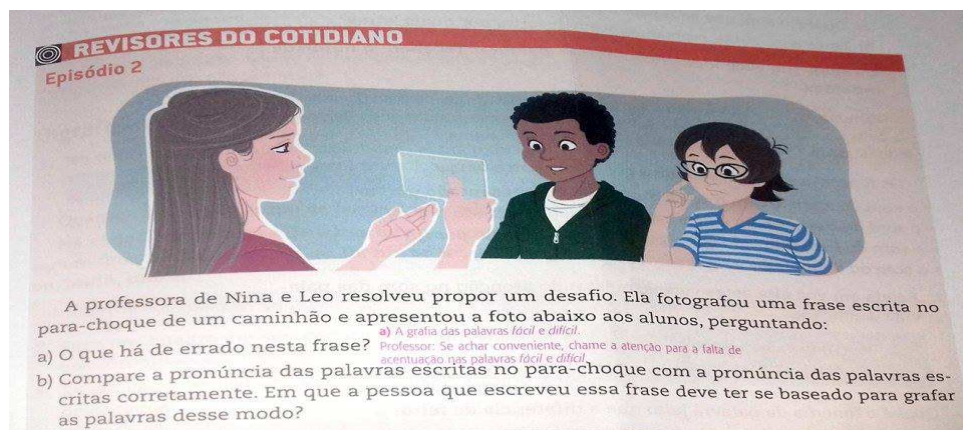 REVISORES DO COTIDIANO
Episódio 2
A professora de Nina e Leo resolveu propor um desafio. Ela fotografou uma frase escrita no
para-choque de um caminhão e apresentou a foto abaixo aos alunos, perguntando:
a) A grafia das palavras fácil e difícil.
a) O que há de errado nesta frase? Professor: Se achar conveniente, chame a atenção para a falta de
acentuação nas palavras fácil e difícil.
b) Compare a pronúncia das palavras escritas no para-choque com a pronúncia das palavras es-
critas corretamente. Em que a pessoa que escreveu essa frase deve ter se baseado para grafar
as palavras desse modo?